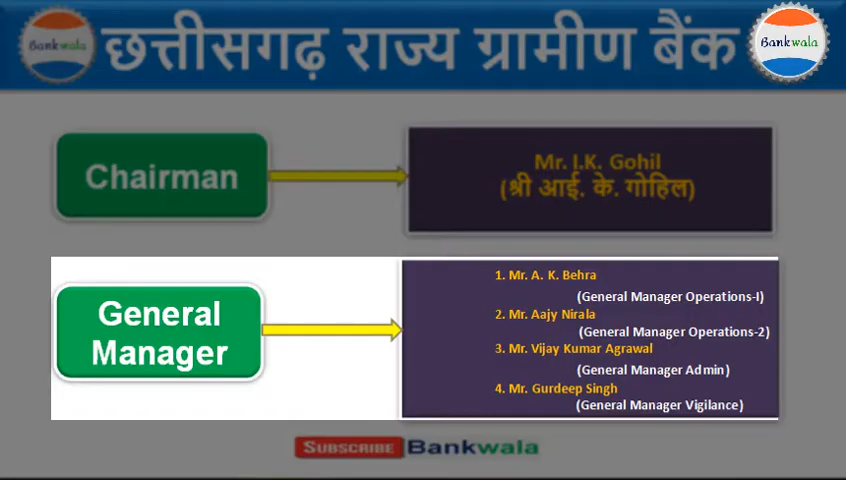 Bankwala छत्तीसगढ़ राज्य ग्रामीण बैंक Bankwala
Chairman
Mr. I.K. Gohil
(श्री आई. के. गोहिल)
General
Manager
1. Mr. A. K. Behra
(General Manager Operations-I)
2. Mr. Aajy Nirala
(General Manager Operations-2)
3. Mr. Vijay Kumar Agrawal
(General Manager Admin)
4. Mr. Gurdeep Singh
(General Manager Vigilance)
SUBSCRIBE Bankwala